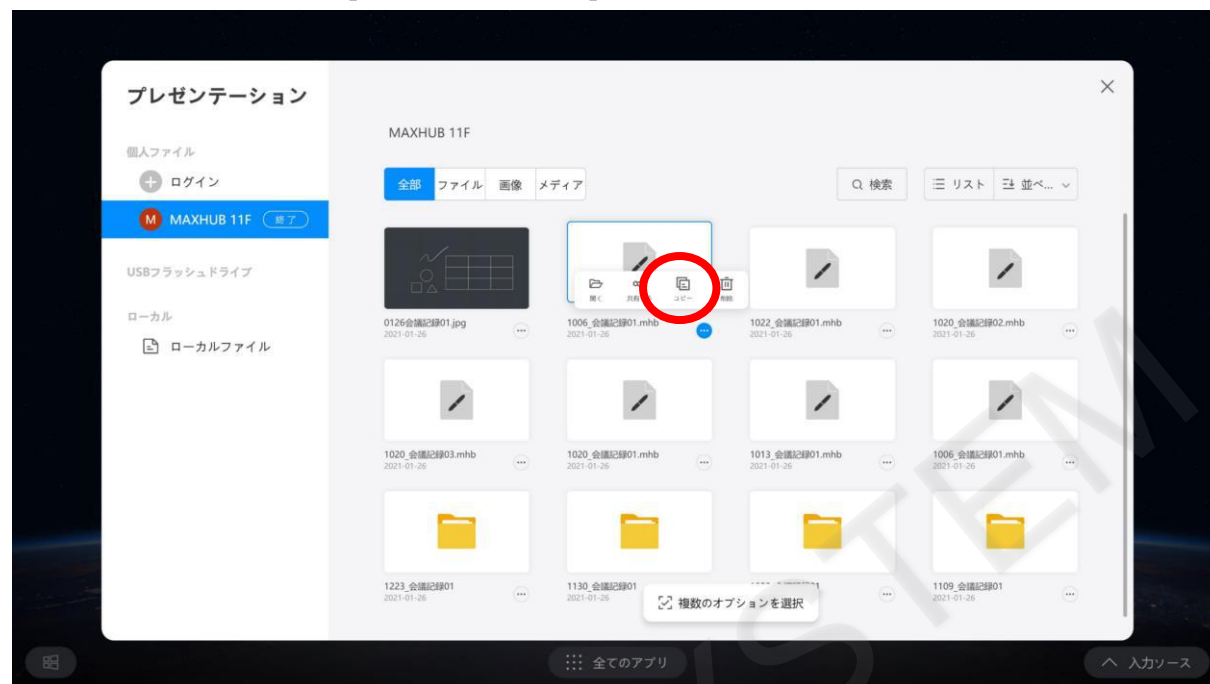 プレゼンテーション
個人ファイル
ログイン
M MAXHUB 11F 終了
USBフラッシュドライブ
ローカル
ローカルファイル
MAXHUB 11F
全部 ファイル 画像 メディア
検索 リスト 並べ...
開く コピー 削除
0126会議記録01.jpg 1006_会議記録01.mhb 1022_会議記録01.mhb 1020_会議記録02.mhb
2021-01-26 2021-01-26 2021-01-26 2021-01-26
1020_会議記録03.mhb 1020_会議記録01.mhb 1013_会議記録01.mhb 1006_会議記録01.mhb
2021-01-26 2021-01-26 2021-01-26 2021-01-26
1223_会議記録01 1130_会議記録01 1109_会議記録01
2021-01-26 2021-01-26 2021-01-26
複数のオプションを選択
全てのアプリ
入力ソース
STEM